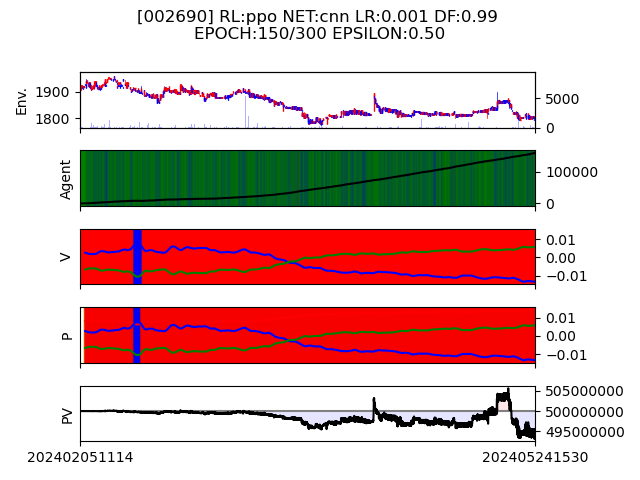 [002690] RL:ppo NET:cnn LR:0.001 DF:0.99
EPOCH:150/300 EPSILON:0.50
Env.
1900
1800
5000
0
Agent
100000
0
V
0.01
0.00
−0.01
P
0.01
0.00
−0.01
PV
505000000
500000000
495000000
202402051114
202405241530